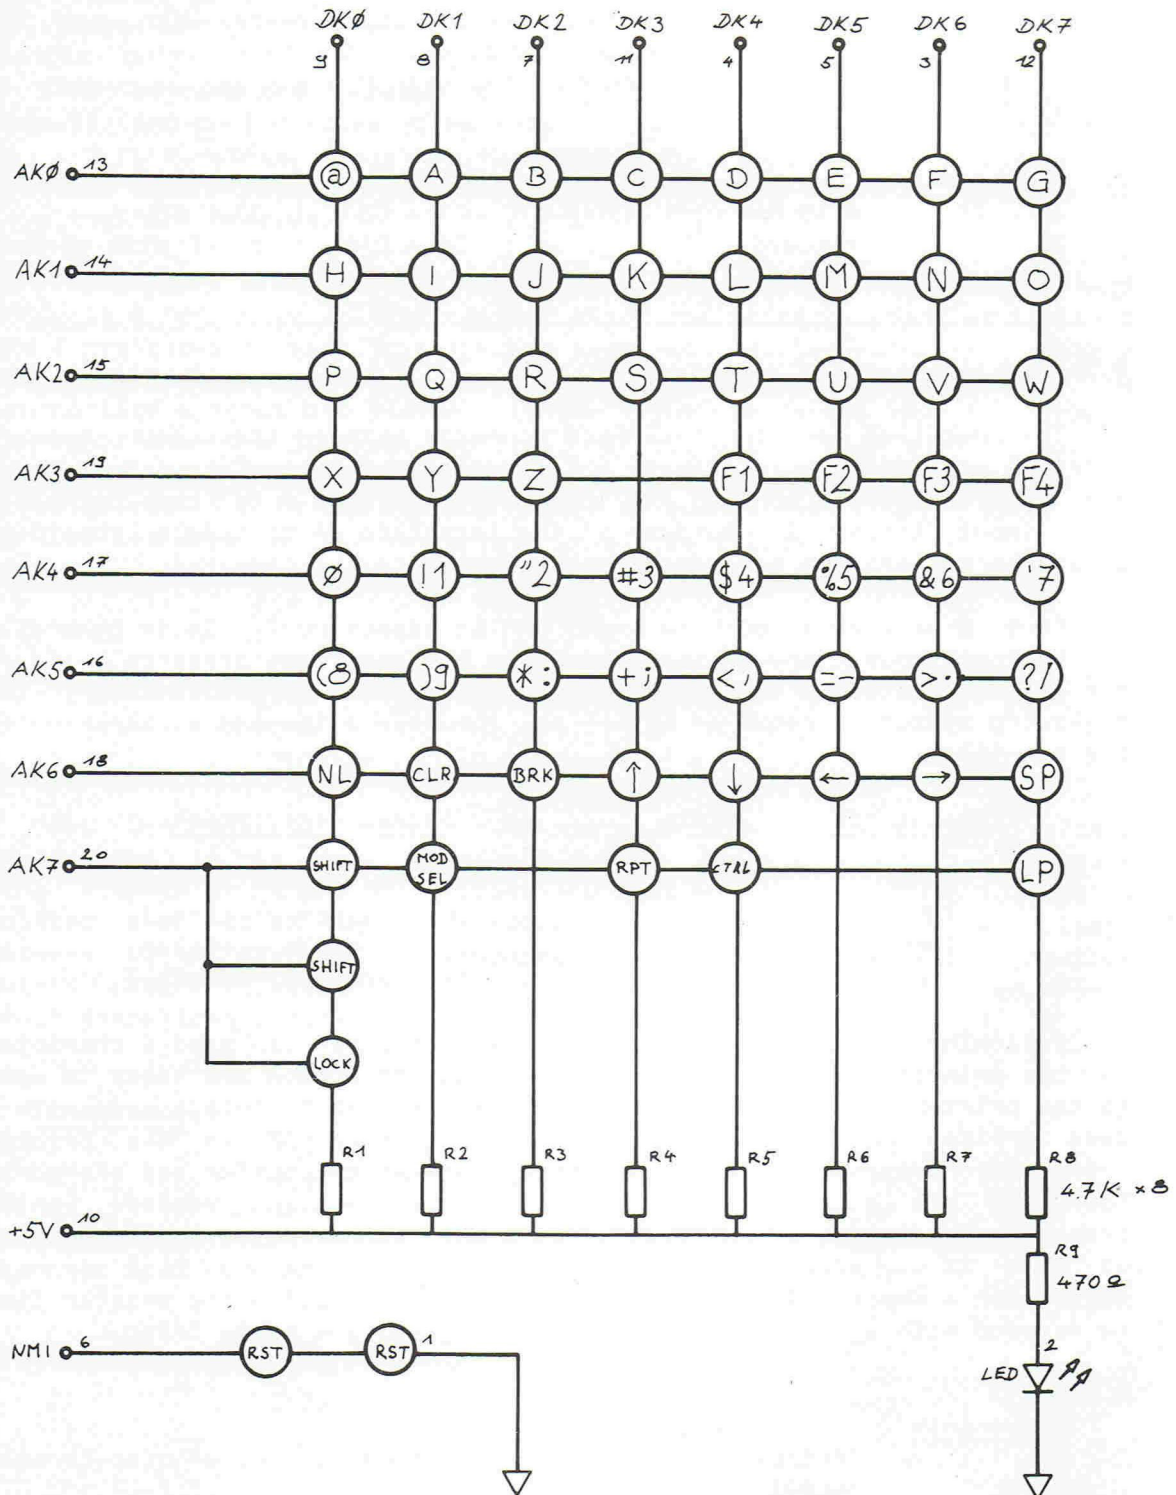 DKØ DK1 DK2 DK3 DK4 DK5 DK6 DK7
9 8 7 11 4 5 3 12
AKØ 13 @ A B C D E F G
AK1 14 H I J K L M N O
AK2 15 P Q R S T U V W
AK3 19 X Y Z F1 F2 F3 F4
AK4 17 Ø !1 "2 #3 $4 %5 &6 '7
AK5 16 (8 )9 *: +; <, =- >. ?/
AK6 18 NL CLR BRK ↑ ↓ ← → SP
AK7 20 SHIFT MOD SEL RPT CTRL LP
SHIFT
LOCK
R1 R2 R3 R4 R5 R6 R7 R8
4.7K ×8
+5V 10
R9
470Ω
NMI 6 RST RST 1
2
LED